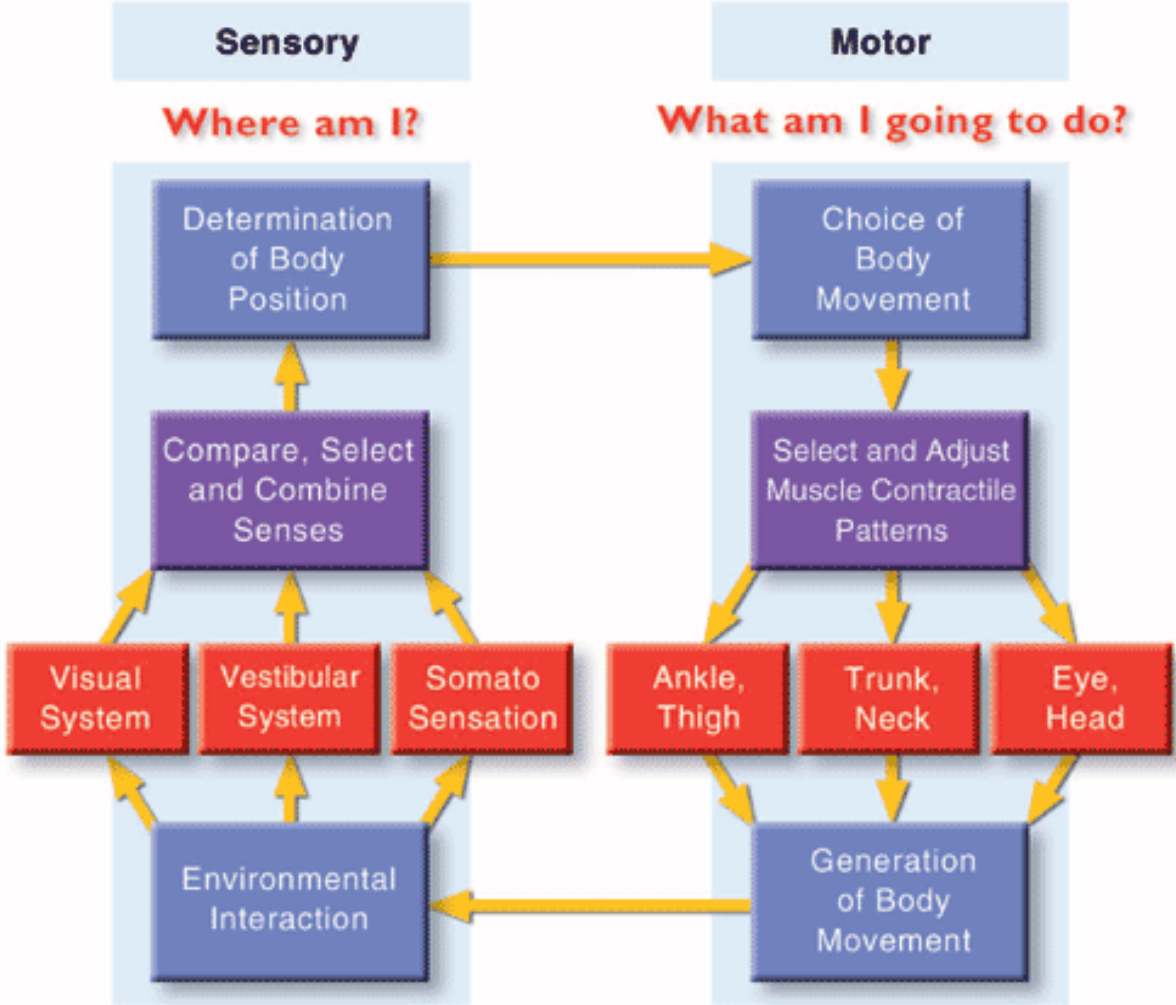 Sensory
Where am I?
Determination
of Body
Position
Compare, Select
and Combine
Senses
Visual
System
Vestibular
System
Somato
Sensation
Environmental
Interaction
Motor
What am I going to do?
Choice of
Body
Movement
Select and Adjust
Muscle Contractile
Patterns
Ankle,
Thigh
Trunk,
Neck
Eye,
Head
Generation
of Body
Movement